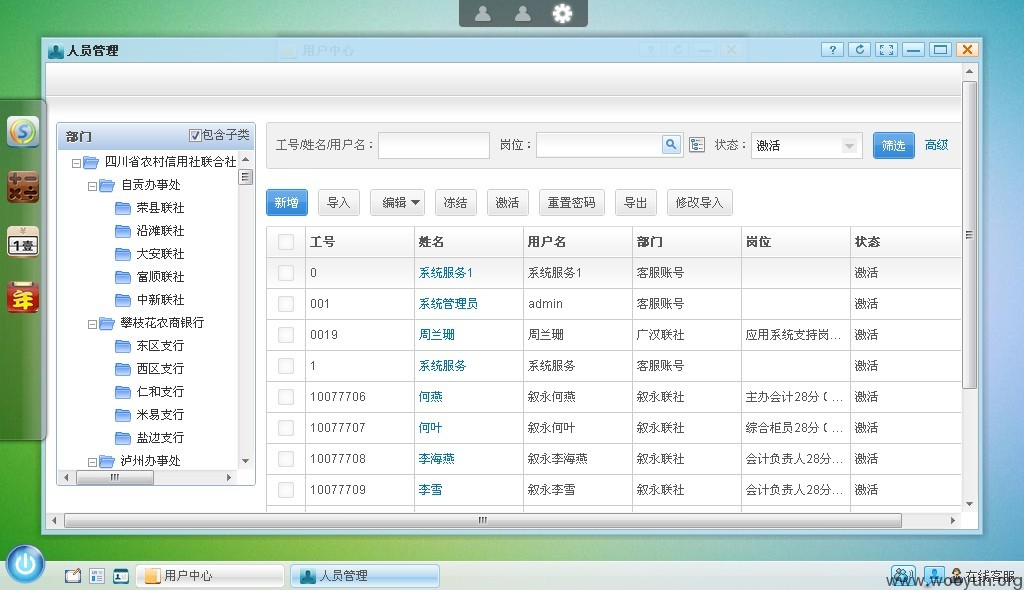 人员管理
部门 包含子类
四川省农村信用社联合社
自贡办事处
荣县联社
沿滩联社
大安联社
富顺联社
中新联社
攀枝花农商银行
东区支行
西区支行
仁和支行
米易支行
盐边支行
泸州办事处
工号/姓名/用户名： 岗位： 状态： 激活 筛选 高级
新增 导入 编辑 冻结 激活 重置密码 导出 修改导入
工号 姓名 用户名 部门 岗位 状态
0 系统服务1 系统服务1 客服账号 激活
001 系统管理员 admin 客服账号 激活
0019 周兰珊 周兰珊 广汉联社 应用系统支持岗... 激活
1 系统服务 系统服务 客服账号 激活
10077706 何燕 叙永何燕 叙永联社 主办会计28分 ( ... 激活
10077707 何叶 叙永何叶 叙永联社 综合柜员28分 ( ... 激活
10077708 李海燕 叙永李海燕 叙永联社 会计负责人28分... 激活
10077709 李雪 叙永李雪 叙永联社 会计负责人28分... 激活
1壹
年
用户中心 人员管理 在线客服
www.wooyun.org